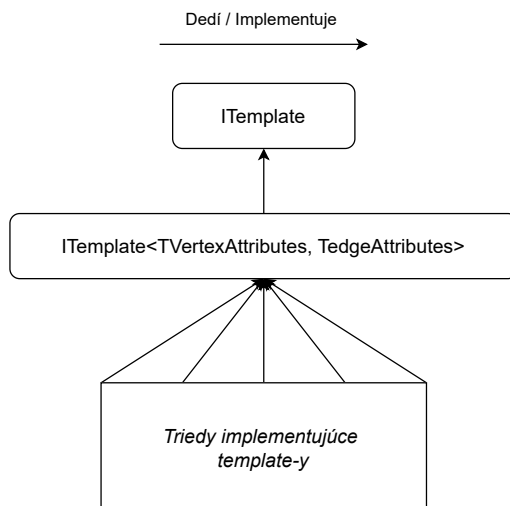 Dedí / Implementuje
ITemplate
ITemplate<TVertexAttributes, TedgeAttributes>
Triedy implementujúce
template-y